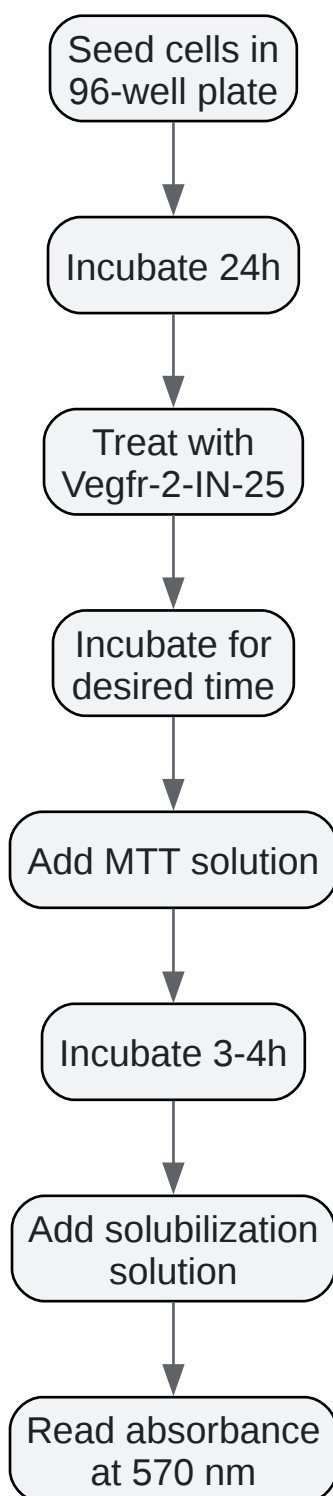 Seed cells in
96-well plate
Incubate 24h
Treat with
Vegfr-2-IN-25
Incubate for
desired time
Add MTT solution
Incubate 3-4h
Add solubilization
solution
Read absorbance
at 570 nm